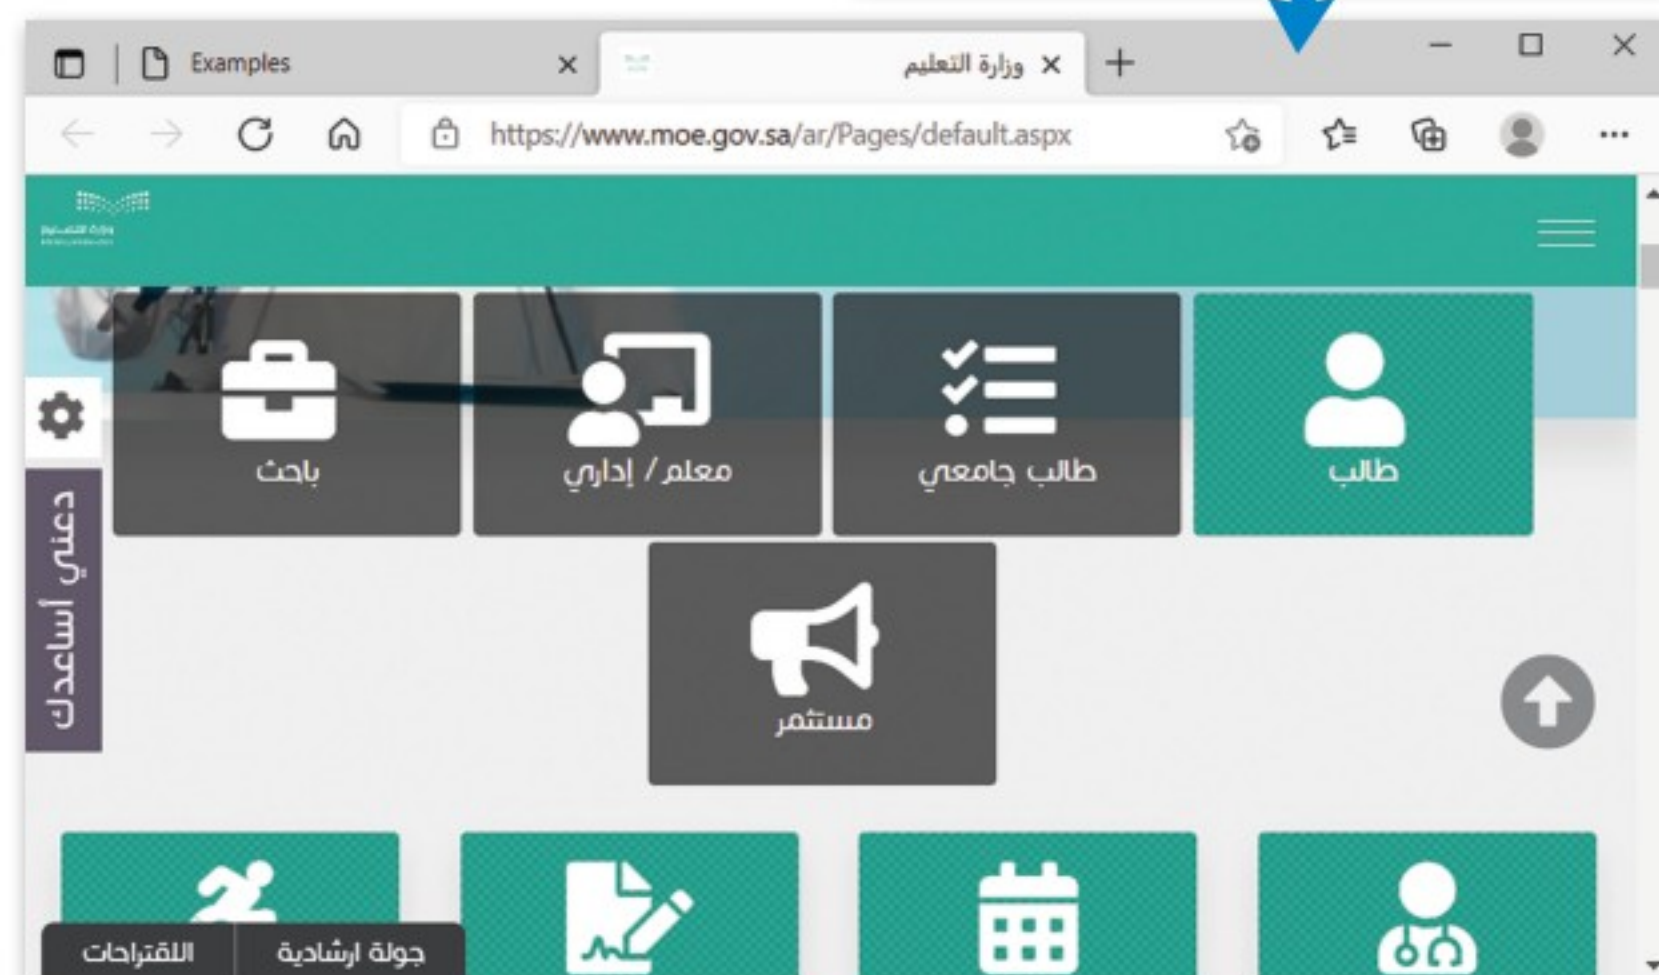 Examples
وزارة التعليم
https://www.moe.gov.sa/ar/Pages/default.aspx
طالب
طالب جامعي
معلم / إداري
باحث
دعني أساعدك
مستثمر
جولة ارشادية
اللقتراحات